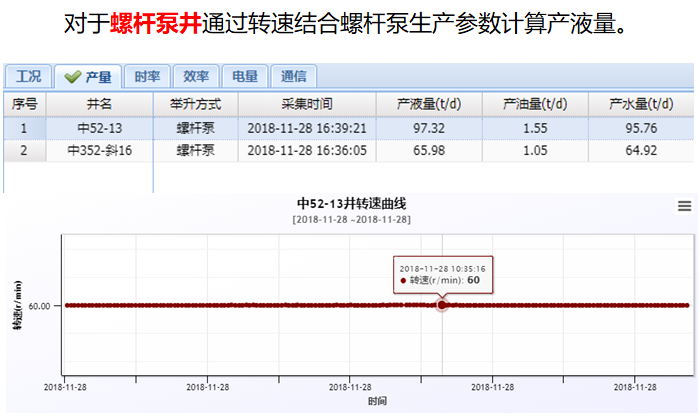 对于螺杆泵井通过转速结合螺杆泵生产参数计算产液量。
工况 产量 时率 效率 电量 通信
序号 井名 举升方式 采集时间 产液量(t/d) 产油量(t/d) 产水量(t/d)
1 中52-13 螺杆泵 2018-11-28 16:39:21 97.32 1.55 95.76
2 中352-斜16 螺杆泵 2018-11-28 16:36:05 65.98 1.05 64.92
中52-13井转速曲线
[2018-11-28 ~2018-11-28]
转速(r/min)
60.00
2018-11-28 10:35:16
转速(r/min): 60
2018-11-28 2018-11-28 2018-11-28 2018-11-28 2018-11-28
时间